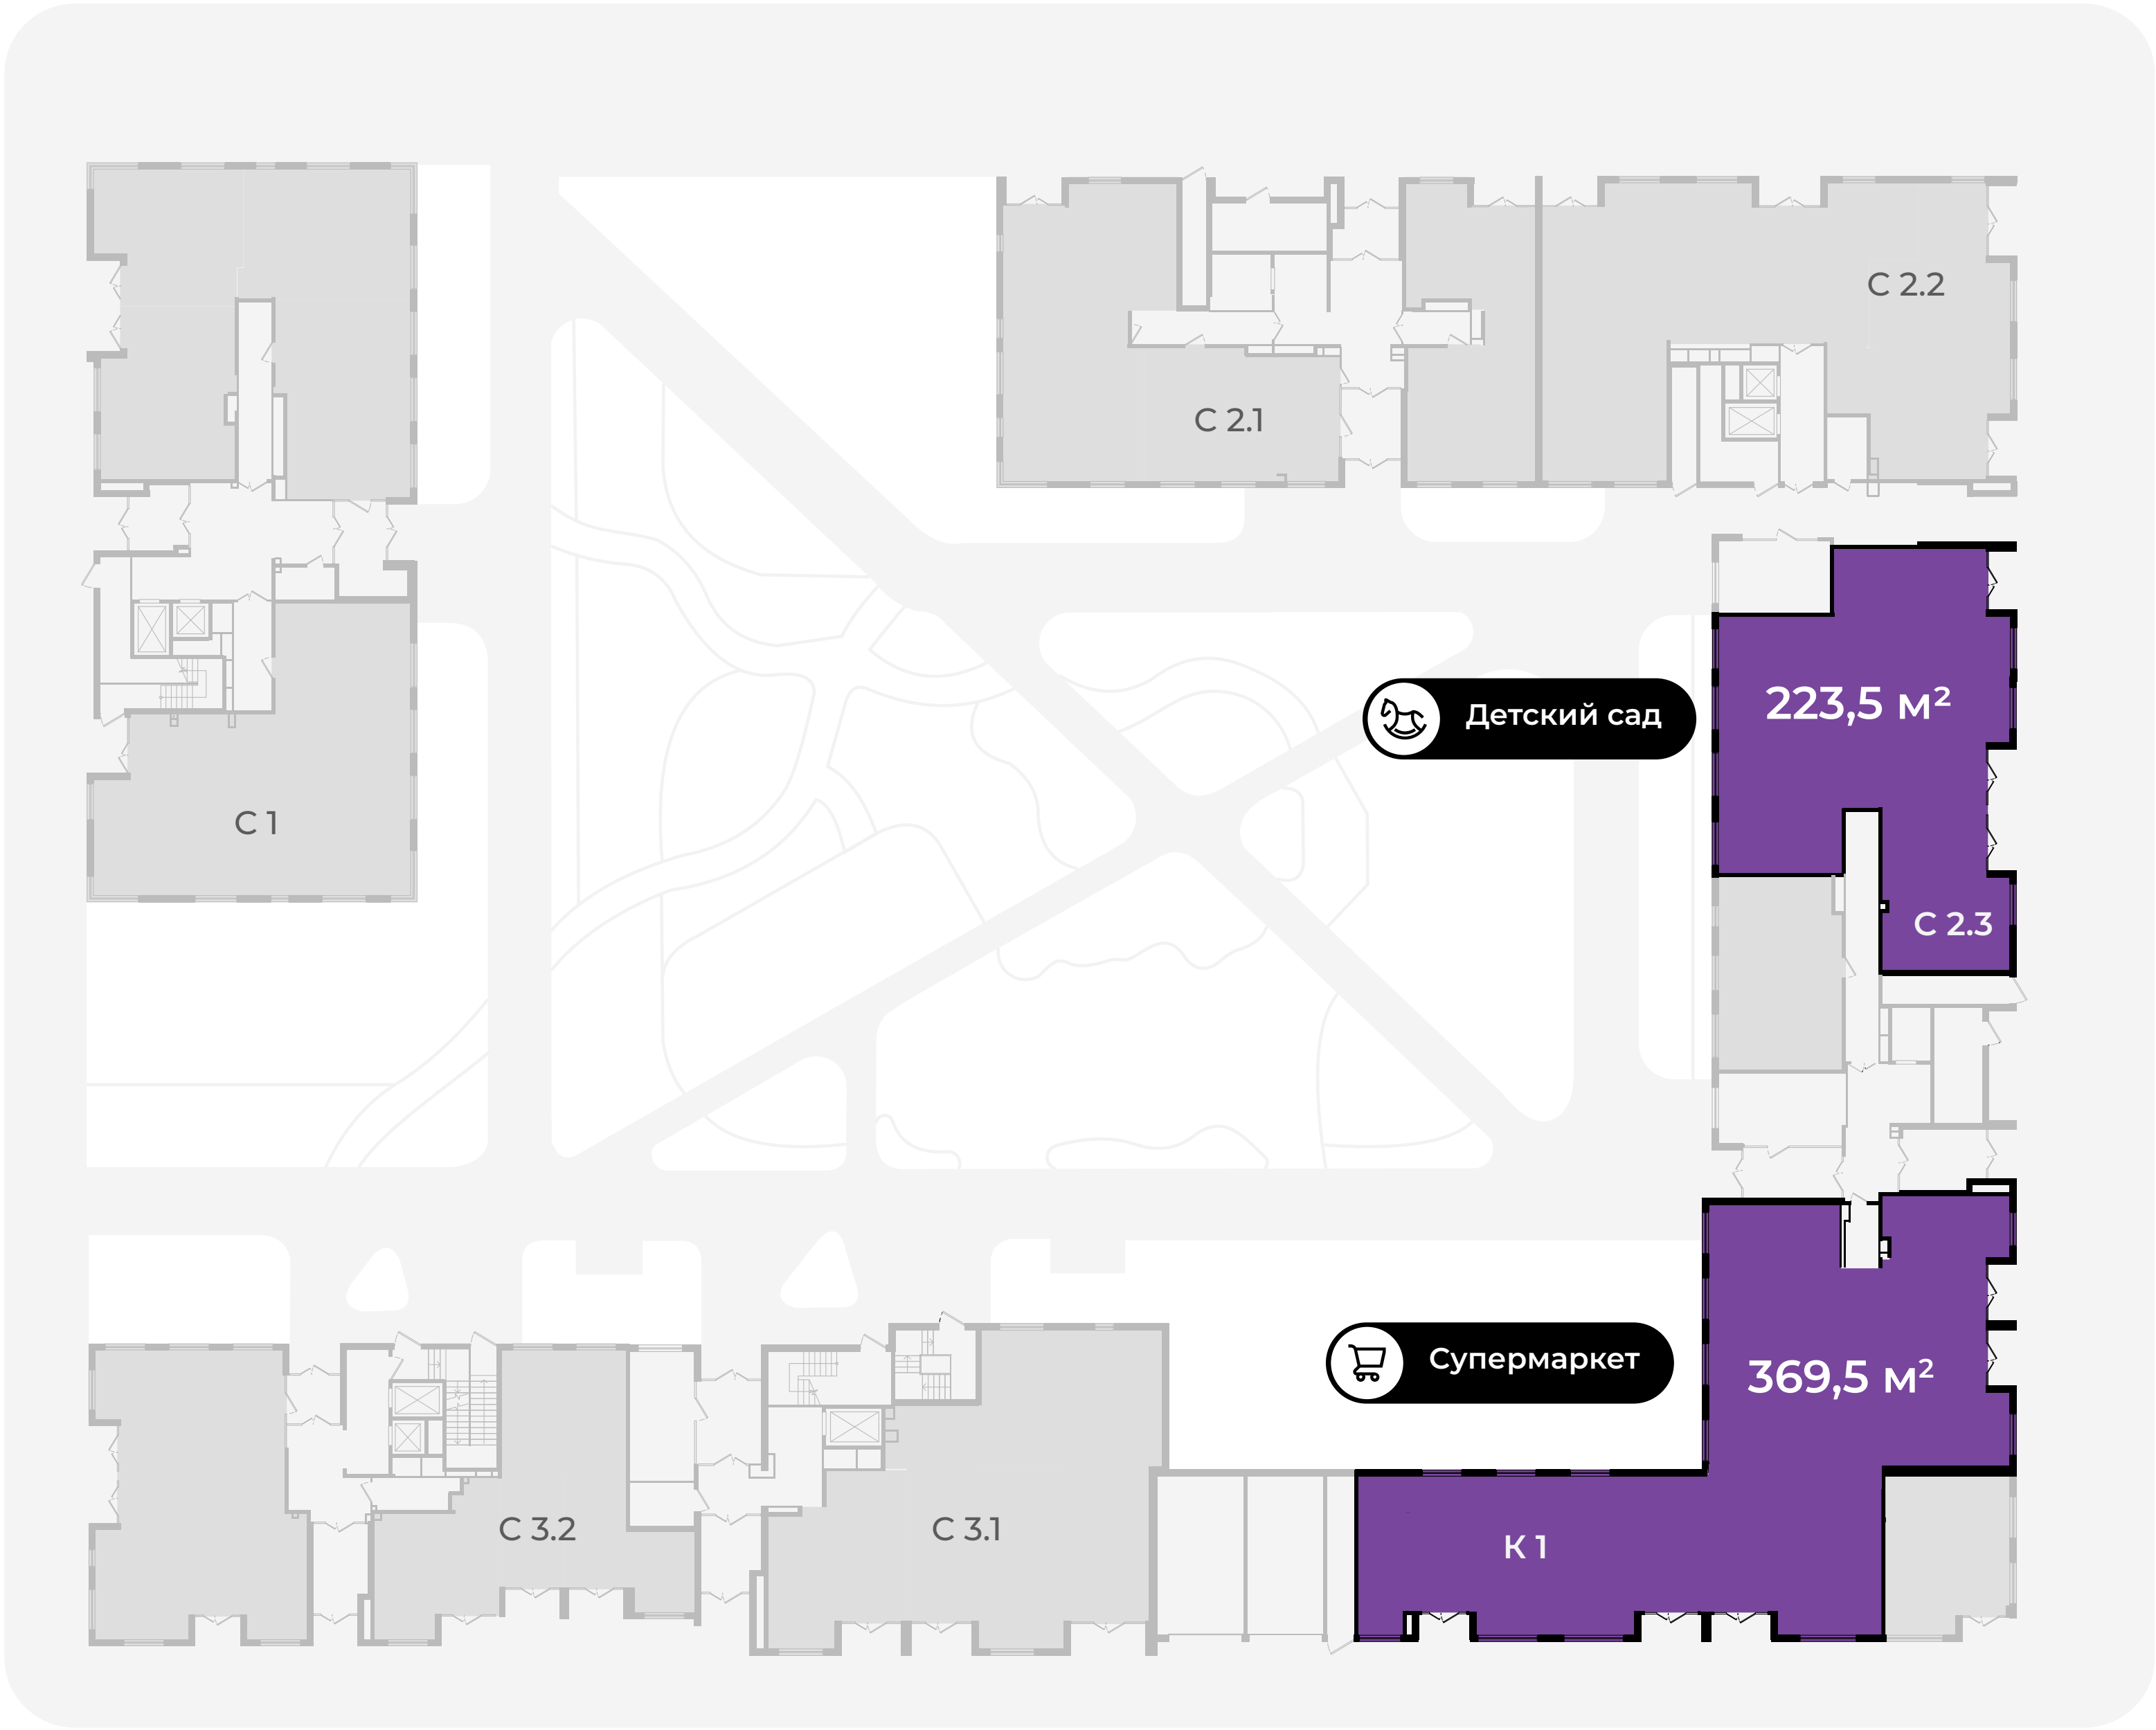 С 2.2
С 2.1
Детский сад
223,5 м²
С 1
С 2.3
Супермаркет
369,5 м²
С 3.2
С 3.1
К 1